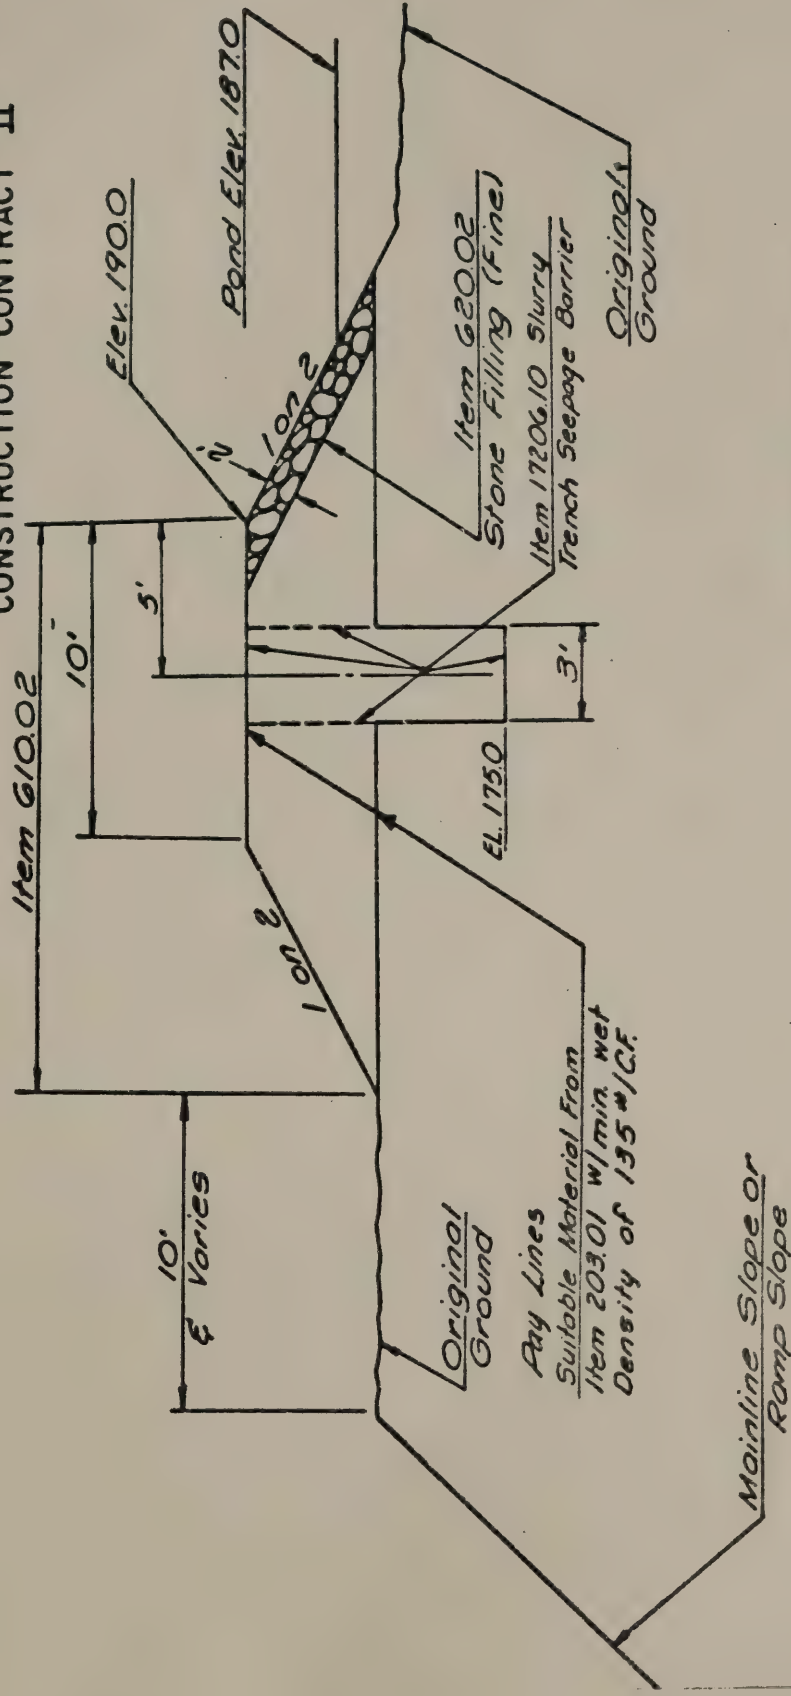 CONSTRUCTION CONTRACT II
Item 610.02
10'
5'
Elev. 190.0
Pond Elev. 187.0
2'
1 on 2
1 on 2
10'
& Varies
Item 620.02
Stone Filling (Fine)
Item 17206.10 Slurry
Trench Seepage Barrier
Original
Ground
3'
EL. 175.0
Original
Ground
Pay Lines
Suitable Material From
Item 203.01 w/min. wet
Density of 135 #/C.F.
Mainline Slope or
Ramp Slope